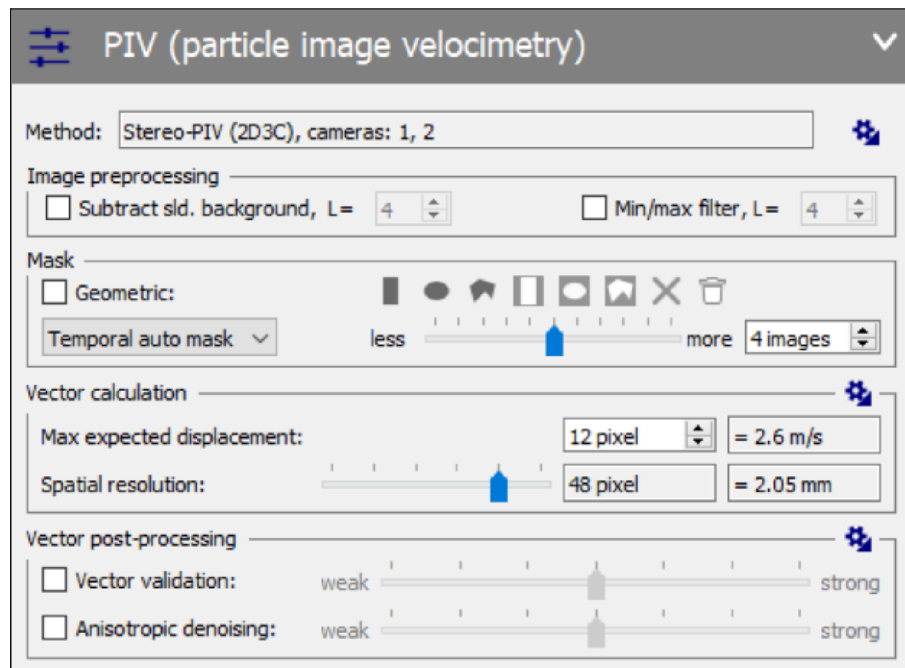 PIV (particle image velocimetry)
Method: Stereo-PIV (2D3C), cameras: 1, 2
Image preprocessing
Subtract sld. background, L= 4 Min/max filter, L= 4
Mask
Geometric:
Temporal auto mask less more 4 images
Vector calculation
Max expected displacement: 12 pixel = 2.6 m/s
Spatial resolution: 48 pixel = 2.05 mm
Vector post-processing
Vector validation: weak strong
Anisotropic denoising: weak strong